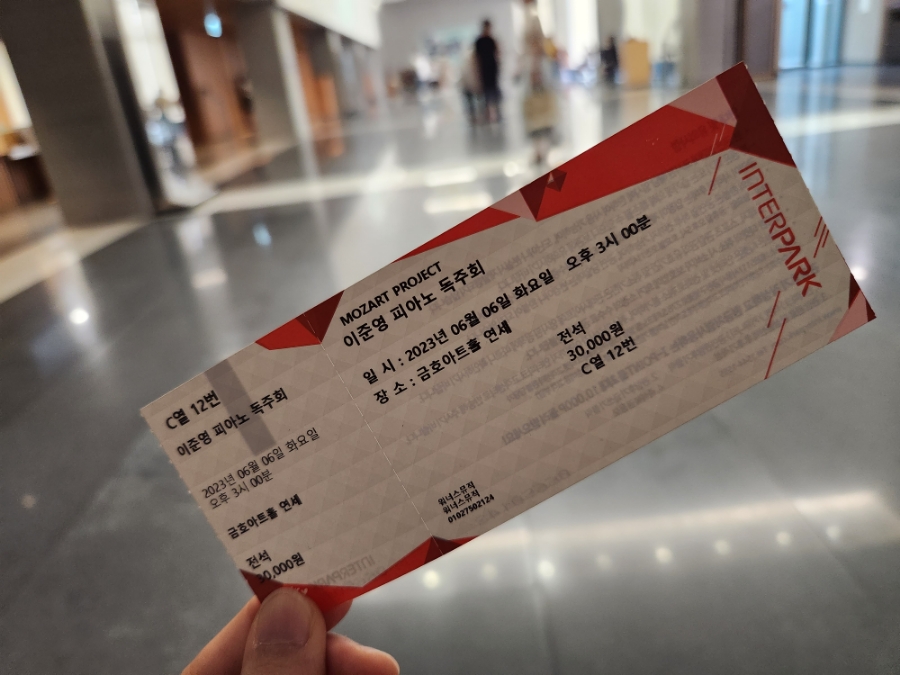 C열 12번
이준영 피아노 독주회
2023년 06월 06일 화요일
오후 3시 00분
금호아트홀 연세
전석
30,000원
MOZART PROJECT
이준영 피아노 독주회
일 시 : 2023년 06월 06일 화요일 오후 3시 00분
장 소 : 금호아트홀 연세
전석
30,000원
C열 12번
워너스뮤직
워너스뮤직
01027502124
INTERPARK